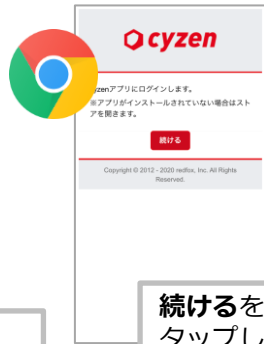 cyzen
yzenアプリにログインします。
※アプリがインストールされていない場合はスト
アを開きます。
続ける
Copyright © 2012 - 2020 redfox, Inc. All Rights
Reserved.
続けるを
タップし